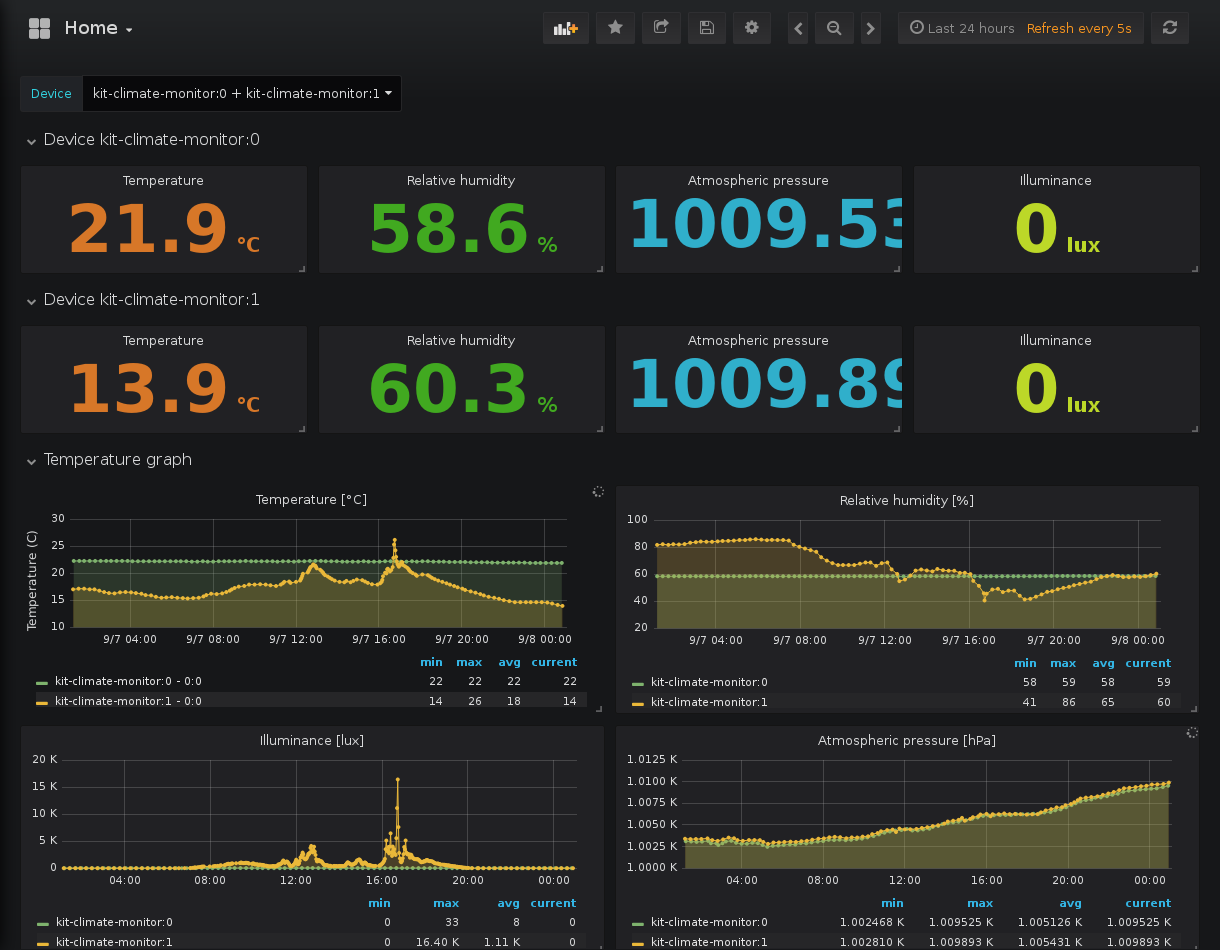 Home
Last 24 hours Refresh every 5s
Device kit-climate-monitor:0 + kit-climate-monitor:1
Device kit-climate-monitor:0
Temperature Relative humidity Atmospheric pressure Illuminance
21.9 °C 58.6 % 1009.53 0 lux
Device kit-climate-monitor:1
Temperature Relative humidity Atmospheric pressure Illuminance
13.9 °C 60.3 % 1009.89 0 lux
Temperature graph
Temperature [°C]
Temperature (C)
30
25
20
15
10
9/7 04:00 9/7 08:00 9/7 12:00 9/7 16:00 9/7 20:00 9/8 00:00
min max avg current
kit-climate-monitor:0 - 0:0 22 22 22 22
kit-climate-monitor:1 - 0:0 14 26 18 14
Relative humidity [%]
100
80
60
40
20
9/7 04:00 9/7 08:00 9/7 12:00 9/7 16:00 9/7 20:00 9/8 00:00
min max avg current
kit-climate-monitor:0 58 59 58 59
kit-climate-monitor:1 41 86 65 60
Illuminance [lux]
20 K
15 K
10 K
5 K
0
04:00 08:00 12:00 16:00 20:00 00:00
min max avg current
kit-climate-monitor:0 0 33 8 0
kit-climate-monitor:1 0 16.40 K 1.11 K 0
Atmospheric pressure [hPa]
1.0125 K
1.0100 K
1.0075 K
1.0050 K
1.0025 K
1.0000 K
04:00 08:00 12:00 16:00 20:00 00:00
min max avg current
kit-climate-monitor:0 1.002468 K 1.009525 K 1.005126 K 1.009525 K
kit-climate-monitor:1 1.002810 K 1.009893 K 1.005431 K 1.009893 K